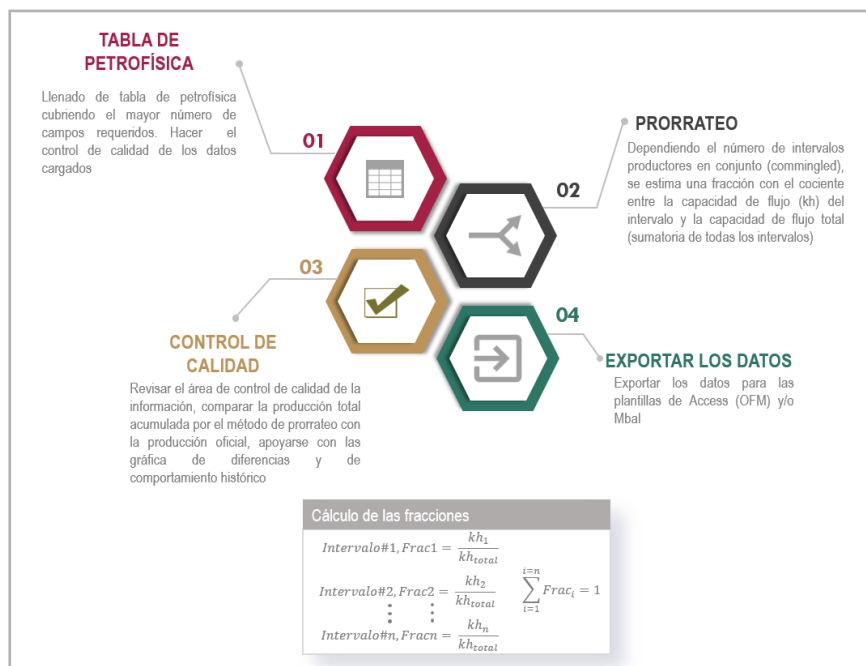 TABLA DE
PETROFÍSICA
Llenado de tabla de petrofísica
cubriendo el mayor número de
campos requeridos. Hacer el
control de calidad de los datos
cargados
01
PRORRATEO
Dependiendo el número de intervalos
productores en conjunto (commingled),
se estima una fracción con el cociente
entre la capacidad de flujo (kh) del
intervalo y la capacidad de flujo total
(sumatoria de todas los intervalos)
02
03
CONTROL DE
CALIDAD
Revisar el área de control de calidad de la
información, comparar la producción total
acumulada por el método de prorrateo con
la producción oficial, apoyarse con las
gráfica de diferencias y de
comportamiento histórico
04
EXPORTAR LOS DATOS
Exportar los datos para las
plantillas de Access (OFM) y/o
Mbal
Cálculo de las fracciones
Intervalo#1, Frac1 = kh₁ / kh_total
Intervalo#2, Frac2 = kh₂ / kh_total
⋮ ⋮
Intervalo#n, Fracn = kh_n / kh_total
∑_{i=1}^{i=n} Frac_i = 1